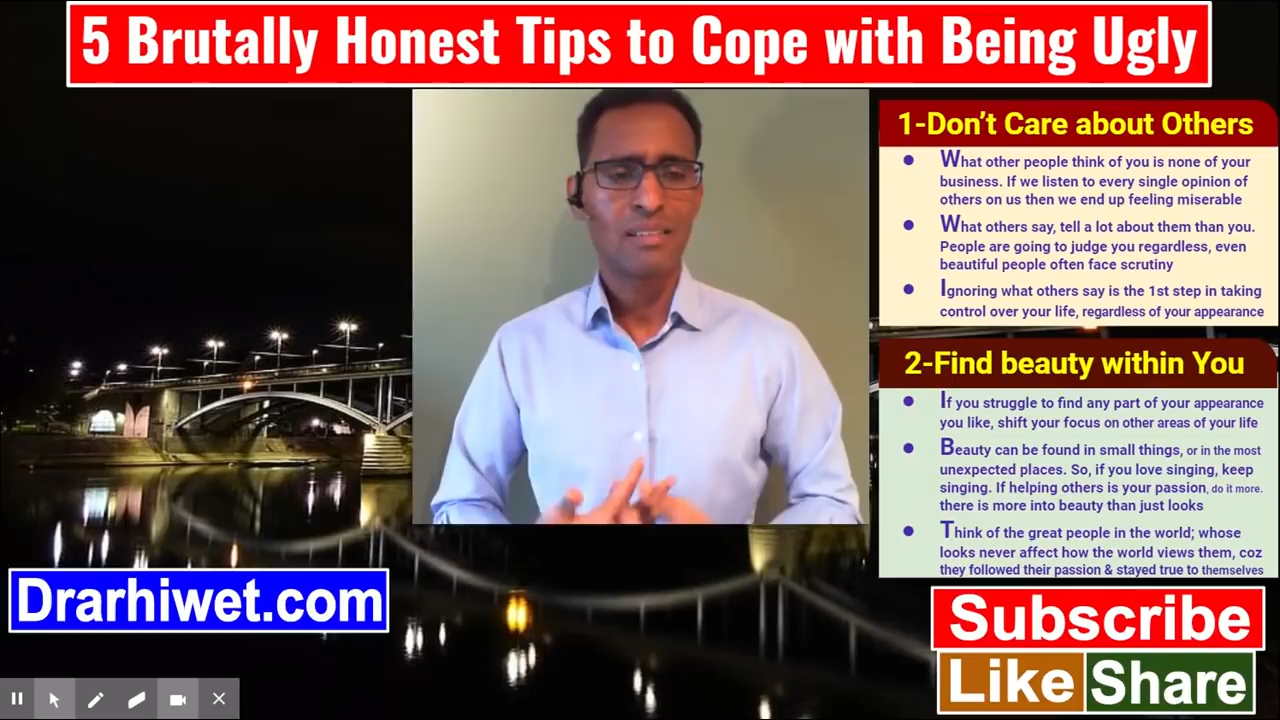 5 Brutally Honest Tips to Cope with Being Ugly
1-Don't Care about Others
● What other people think of you is none of your
business. If we listen to every single opinion of
others on us then we end up feeling miserable
● What others say, tell a lot about them than you.
People are going to judge you regardless, even
beautiful people often face scrutiny
● Ignoring what others say is the 1st step in taking
control over your life, regardless of your appearance
2-Find beauty within You
● If you struggle to find any part of your appearance
you like, shift your focus on other areas of your life
● Beauty can be found in small things, or in the most
unexpected places. So, if you love singing, keep
singing. If helping others is your passion, do it more.
there is more into beauty than just looks
● Think of the great people in the world; whose
looks never affect how the world views them, coz
they followed their passion & stayed true to themselves
Drarhiwet.com
Subscribe
Like Share